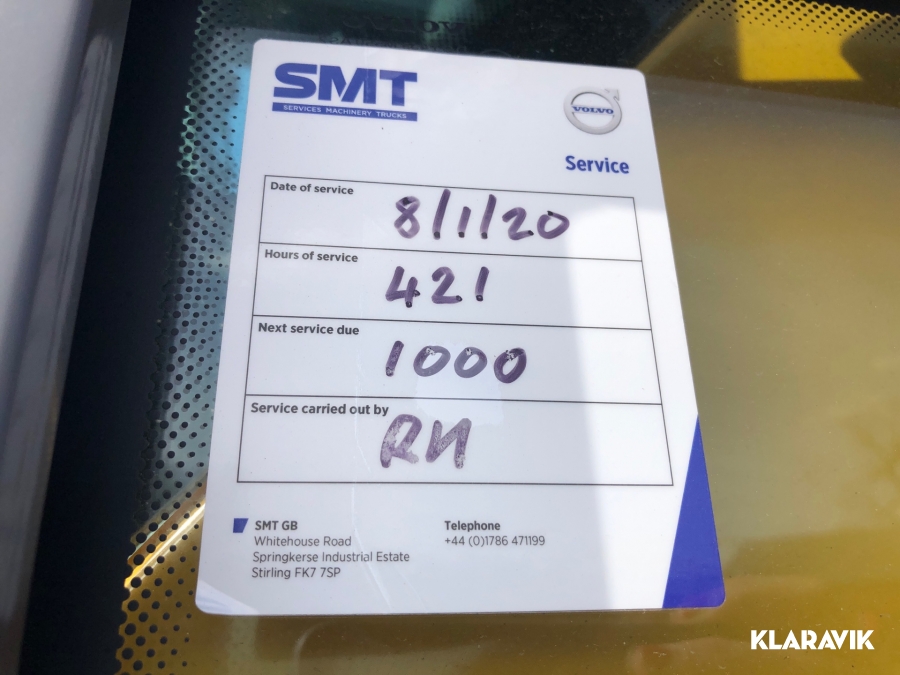 SMT
SERVICES MACHINERY TRUCKS
VOLVO
Service
Date of service
8/1/20
Hours of service
421
Next service due
1000
Service carried out by
RH
SMT GB
Whitehouse Road
Springkerse Industrial Estate
Stirling FK7 7SP
Telephone
+44 (0)1786 471199
KLARAVIK